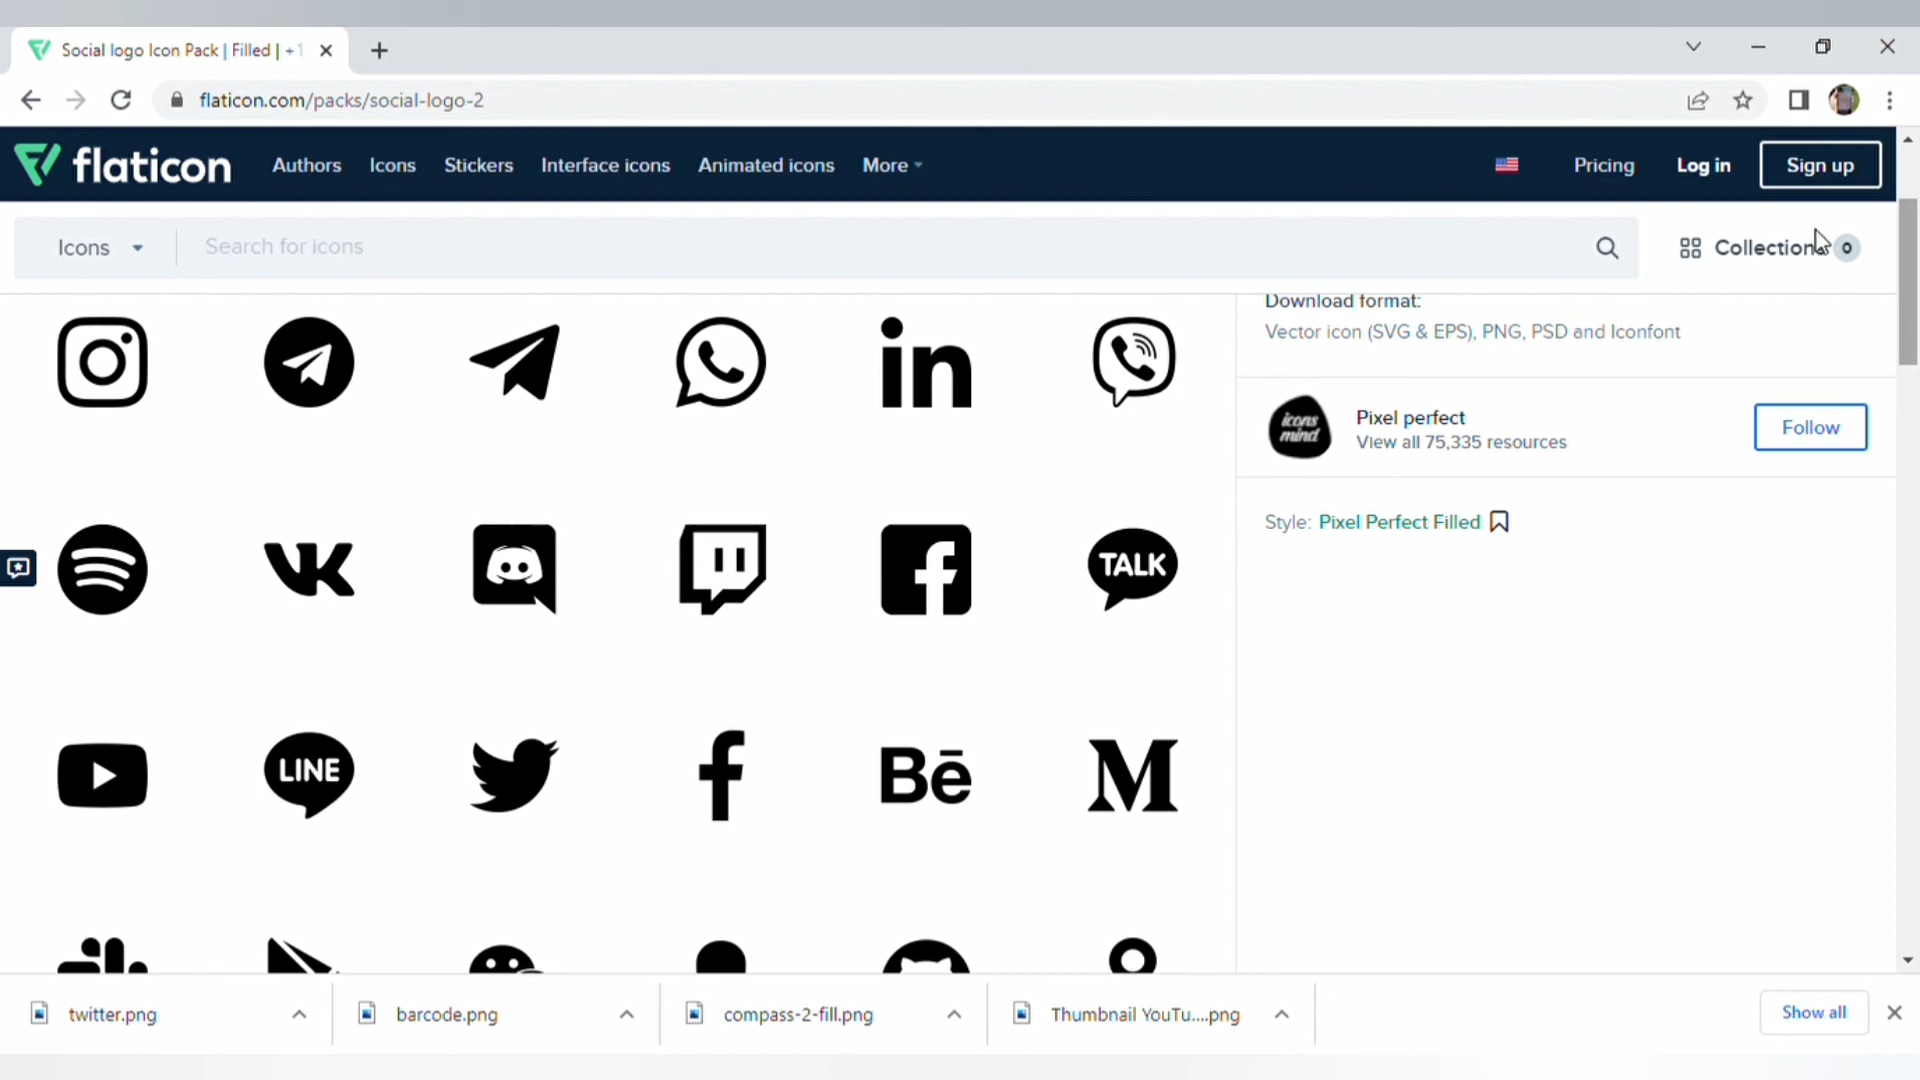 Social logo Icon Pack | Filled | +1
flaticon.com/packs/social-logo-2
flaticon
Authors
Icons
Stickers
Interface icons
Animated icons
More
Pricing
Log in
Sign up
Icons
Search for icons
Collections
0
Download format:
Vector icon (SVG & EPS), PNG, PSD and Iconfont
in
icons
mind
Pixel perfect
View all 75,335 resources
Follow
Style: Pixel Perfect Filled
TALK
LINE
f
Bē
M
twitter.png
barcode.png
compass-2-fill.png
Thumbnail YouTu....png
Show all